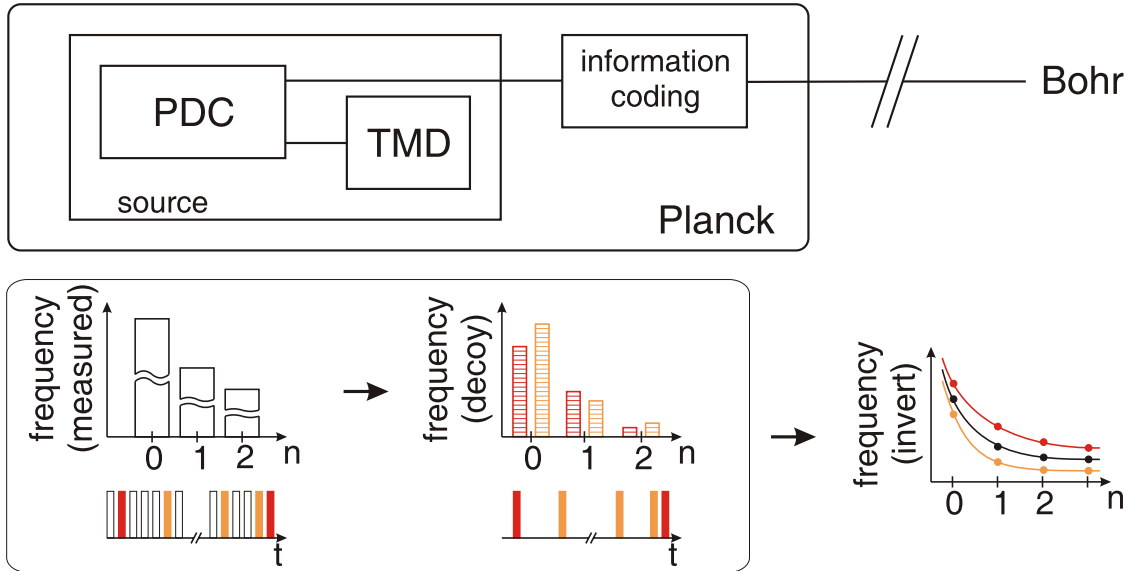 PDC
TMD
source
information
coding
Planck
Bohr
frequency
(measured)
0 1 2 n
t
frequency
(decoy)
0 1 2 n
t
frequency
(invert)
0 1 2 n